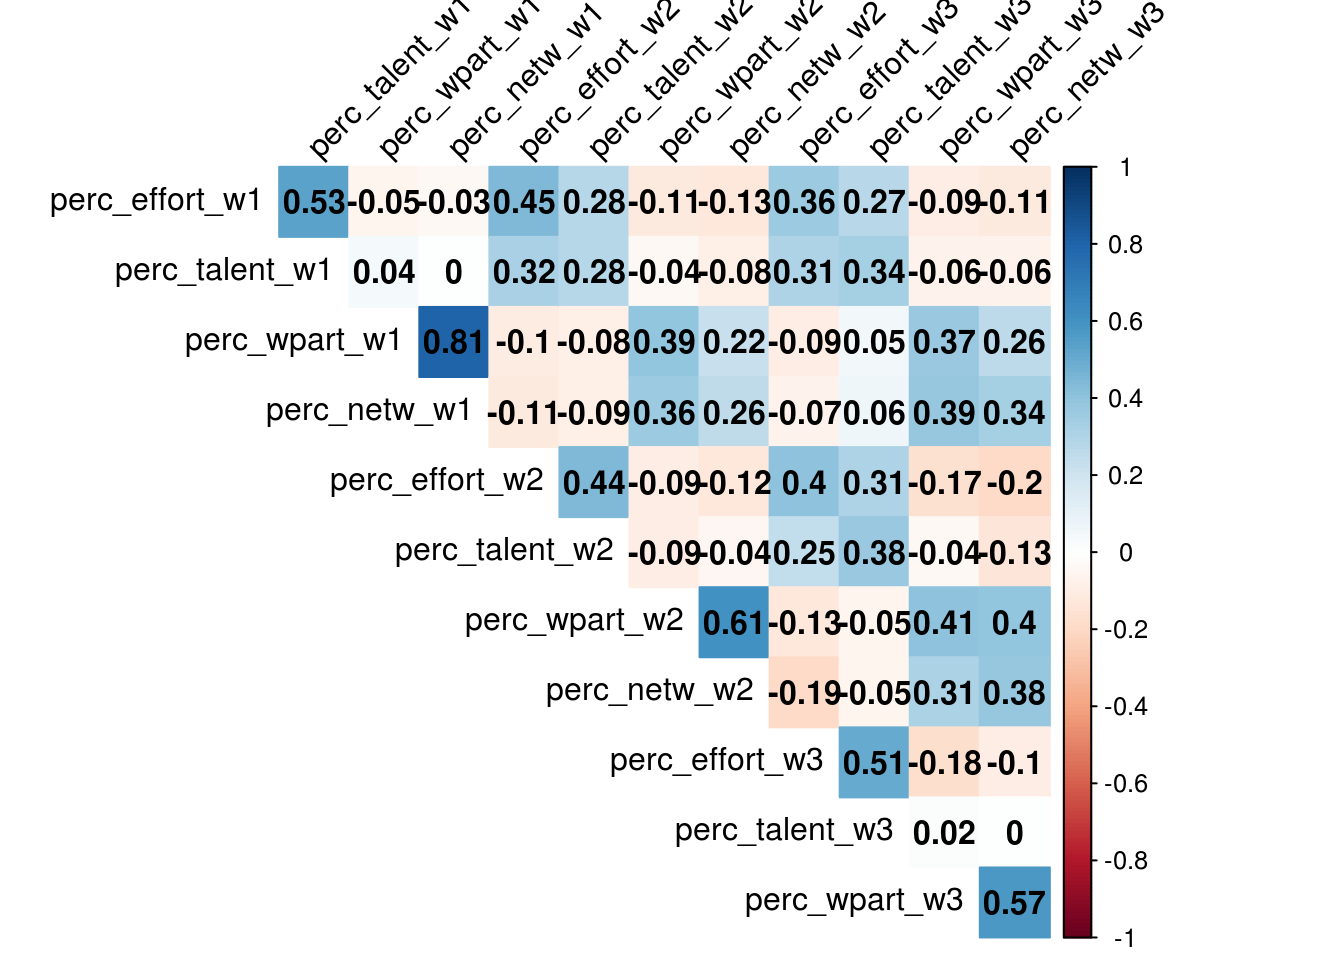 perc_talent_w1
perc_wpart_w1
perc_netw_w1
perc_effort_w2
perc_talent_w2
perc_wpart_w2
perc_netw_w2
perc_effort_w3
perc_talent_w3
perc_wpart_w3
perc_netw_w3
perc_effort_w1 0.53 -0.05 -0.03 0.45 0.28 -0.11 -0.13 0.36 0.27 -0.09 -0.11
perc_talent_w1 0.04 0 0.32 0.28 -0.04 -0.08 0.31 0.34 -0.06 -0.06
perc_wpart_w1 0.81 -0.1 -0.08 0.39 0.22 -0.09 0.05 0.37 0.26
perc_netw_w1 -0.11 -0.09 0.36 0.26 -0.07 0.06 0.39 0.34
perc_effort_w2 0.44 -0.09 -0.12 0.4 0.31 -0.17 -0.2
perc_talent_w2 -0.09 -0.04 0.25 0.38 -0.04 -0.13
perc_wpart_w2 0.61 -0.13 -0.05 0.41 0.4
perc_netw_w2 -0.19 -0.05 0.31 0.38
perc_effort_w3 0.51 -0.18 -0.1
perc_talent_w3 0.02 0
perc_wpart_w3 0.57
1
0.8
0.6
0.4
0.2
0
-0.2
-0.4
-0.6
-0.8
-1